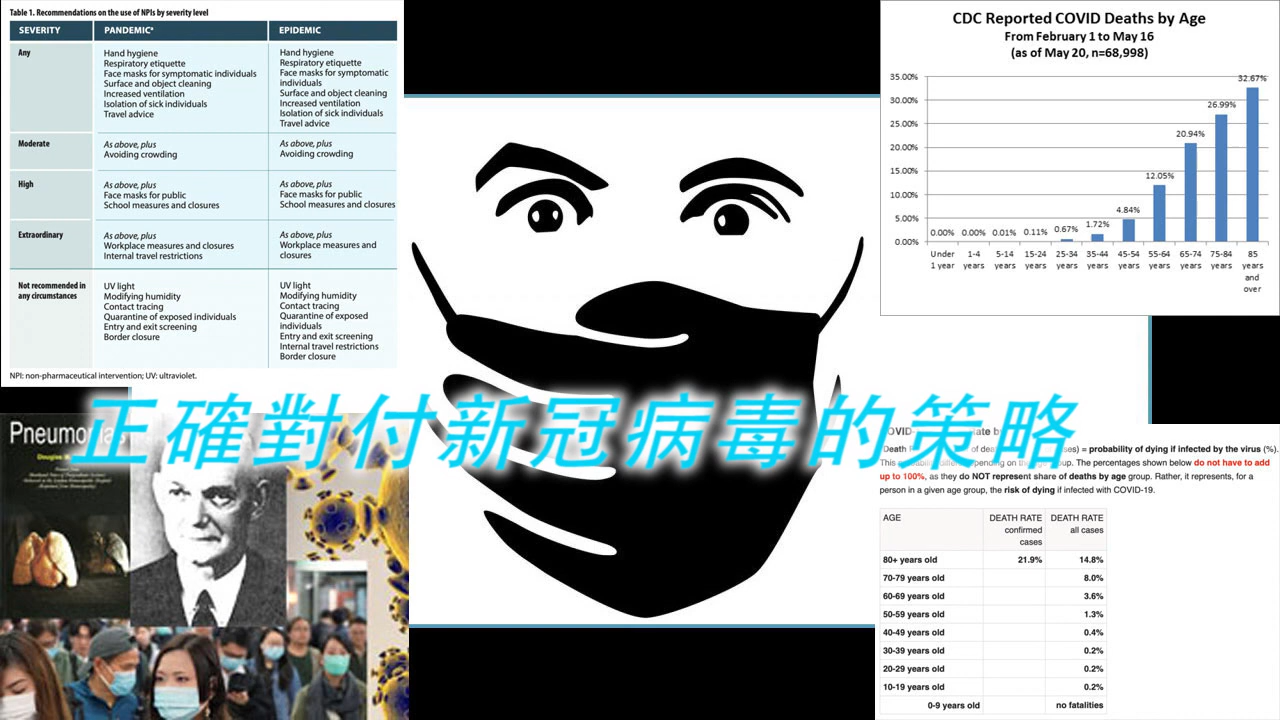 Table 1. Recommendations on the use of NPIs by severity level
SEVERITY PANDEMIC* EPIDEMIC
Any
Hand hygiene
Respiratory etiquette
Face masks for symptomatic individuals
Surface and object cleaning
Increased ventilation
Isolation of sick individuals
Travel advice
Hand hygiene
Respiratory etiquette
Face masks for symptomatic
individuals
Surface and object cleaning
Increased ventilation
Isolation of sick individuals
Travel advice
Moderate
As above, plus
Avoiding crowding
As above, plus
Avoiding crowding
High
As above, plus
Face masks for public
School measures and closures
As above, plus
Face masks for public
School measures and closures
Extraordinary
As above, plus
Workplace measures and closures
Internal travel restrictions
As above, plus
Workplace measures and
closures
Not recommended in
any circumstances
UV light
Modifying humidity
Contact tracing
Quarantine of exposed individuals
Entry and exit screening
Border closure
UV light
Modifying humidity
Contact tracing
Quarantine of exposed
individuals
Entry and exit screening
Internal travel restrictions
Border closure
NPI: non-pharmaceutical intervention; UV: ultraviolet.
CDC Reported COVID Deaths by Age
From February 1 to May 16
(as of May 20, n=68,998)
35.00%
30.00%
25.00%
20.00%
15.00%
10.00%
5.00%
0.00%
0.00% 0.00% 0.01% 0.11% 0.67% 1.72% 4.84% 12.05% 20.94% 26.99% 32.67%
Under 1 year
1-4 years
5-14 years
15-24 years
25-34 years
35-44 years
45-54 years
55-64 years
65-74 years
75-84 years
85 years and over
正確對付新冠病毒的策略
Douglas
= probability of dying if infected by the virus (%).
The percentages shown below do not have to add
up to 100%, as they do NOT represent share of deaths by age group. Rather, it represents, for a
person in a given age group, the risk of dying if infected with COVID-19.
AGE
DEATH RATE
confirmed
cases
DEATH RATE
all cases
80+ years old 21.9% 14.8%
70-79 years old 8.0%
60-69 years old 3.6%
50-59 years old 1.3%
40-49 years old 0.4%
30-39 years old 0.2%
20-29 years old 0.2%
10-19 years old 0.2%
0-9 years old no fatalities